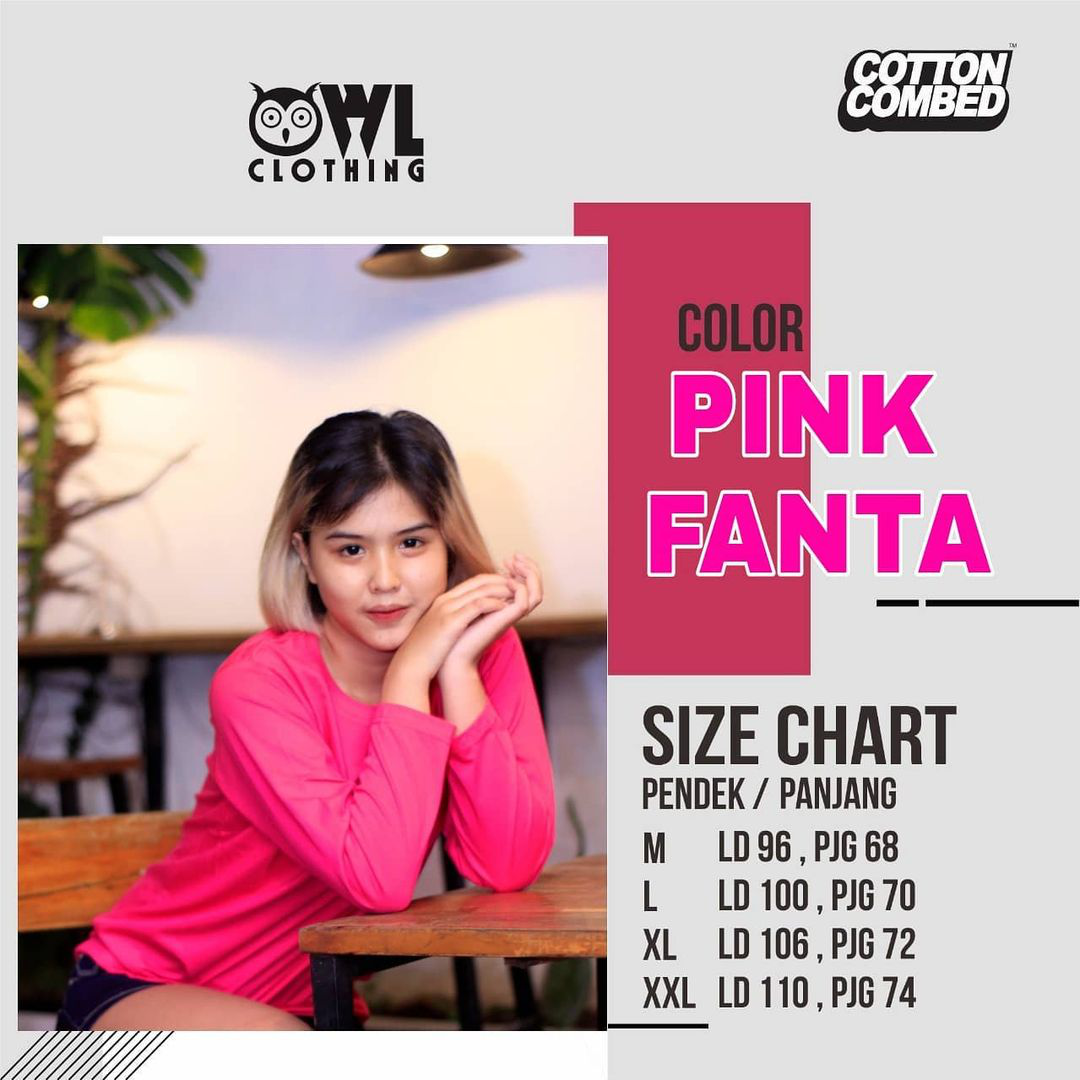 OWL
CLOTHING
COTTON
COMBED
TM
COLOR
PINK
FANTA
SIZE CHART
PENDEK / PANJANG
M LD 96 , PJG 68
L LD 100 , PJG 70
XL LD 106 , PJG 72
XXL LD 110 , PJG 74